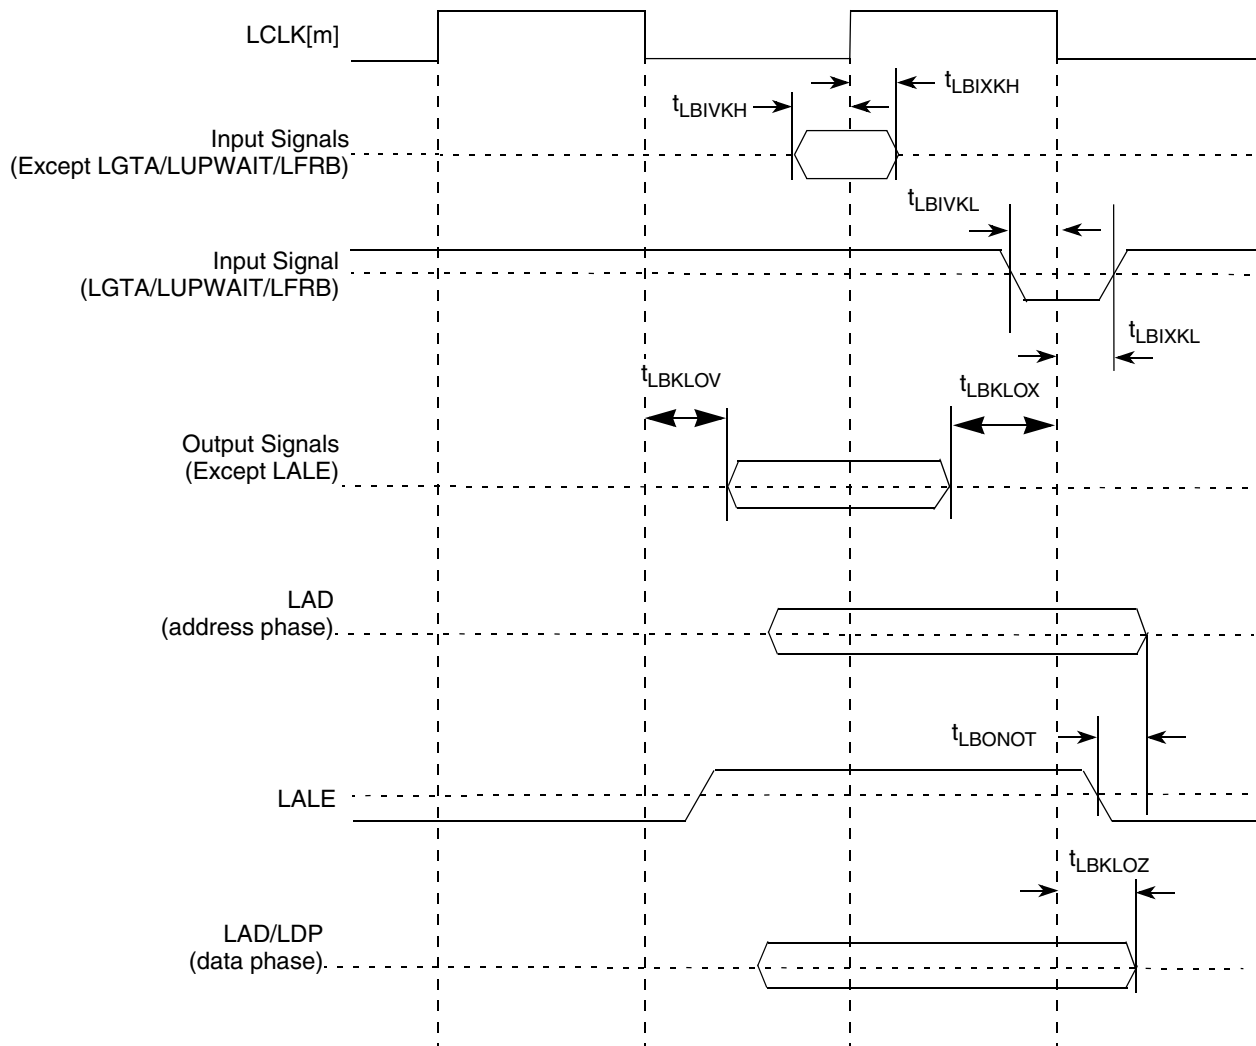 LCLK[m]
tLBIXKH
tLBIVKH
Input Signals
(Except LGTA/LUPWAIT/LFRB)
tLBIVKL
Input Signal
(LGTA/LUPWAIT/LFRB)
tLBIXKL
tLBKLOV
tLBKLOX
Output Signals
(Except LALE)
LAD
(address phase)
tLBONOT
LALE
tLBKLOZ
LAD/LDP
(data phase)